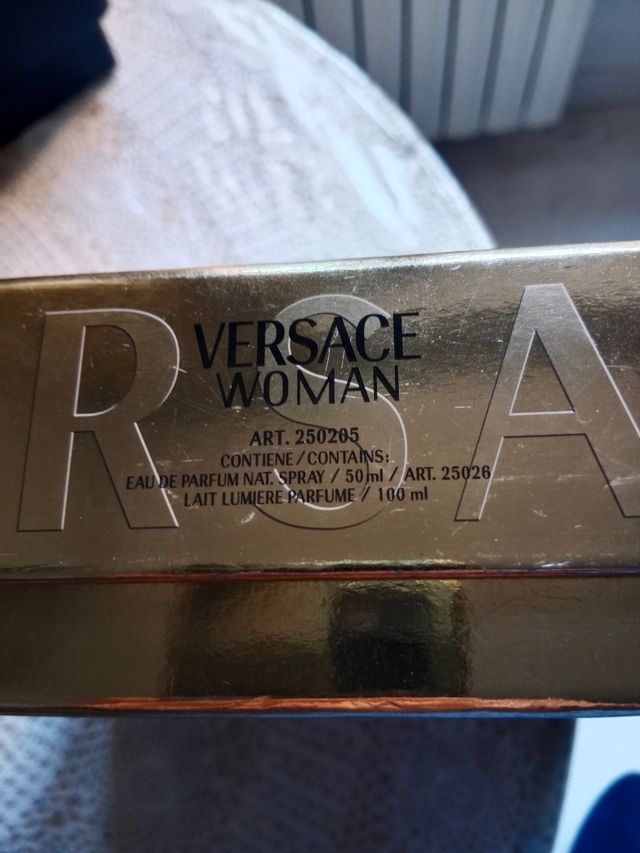 RSA
VERSACE
WOMAN
ART. 250205
CONTIENE/CONTAINS:
EAU DE PARFUM NAT. SPRAY / 50 ml / ART. 25026
LAIT LUMIERE PARFUME / 100 ml